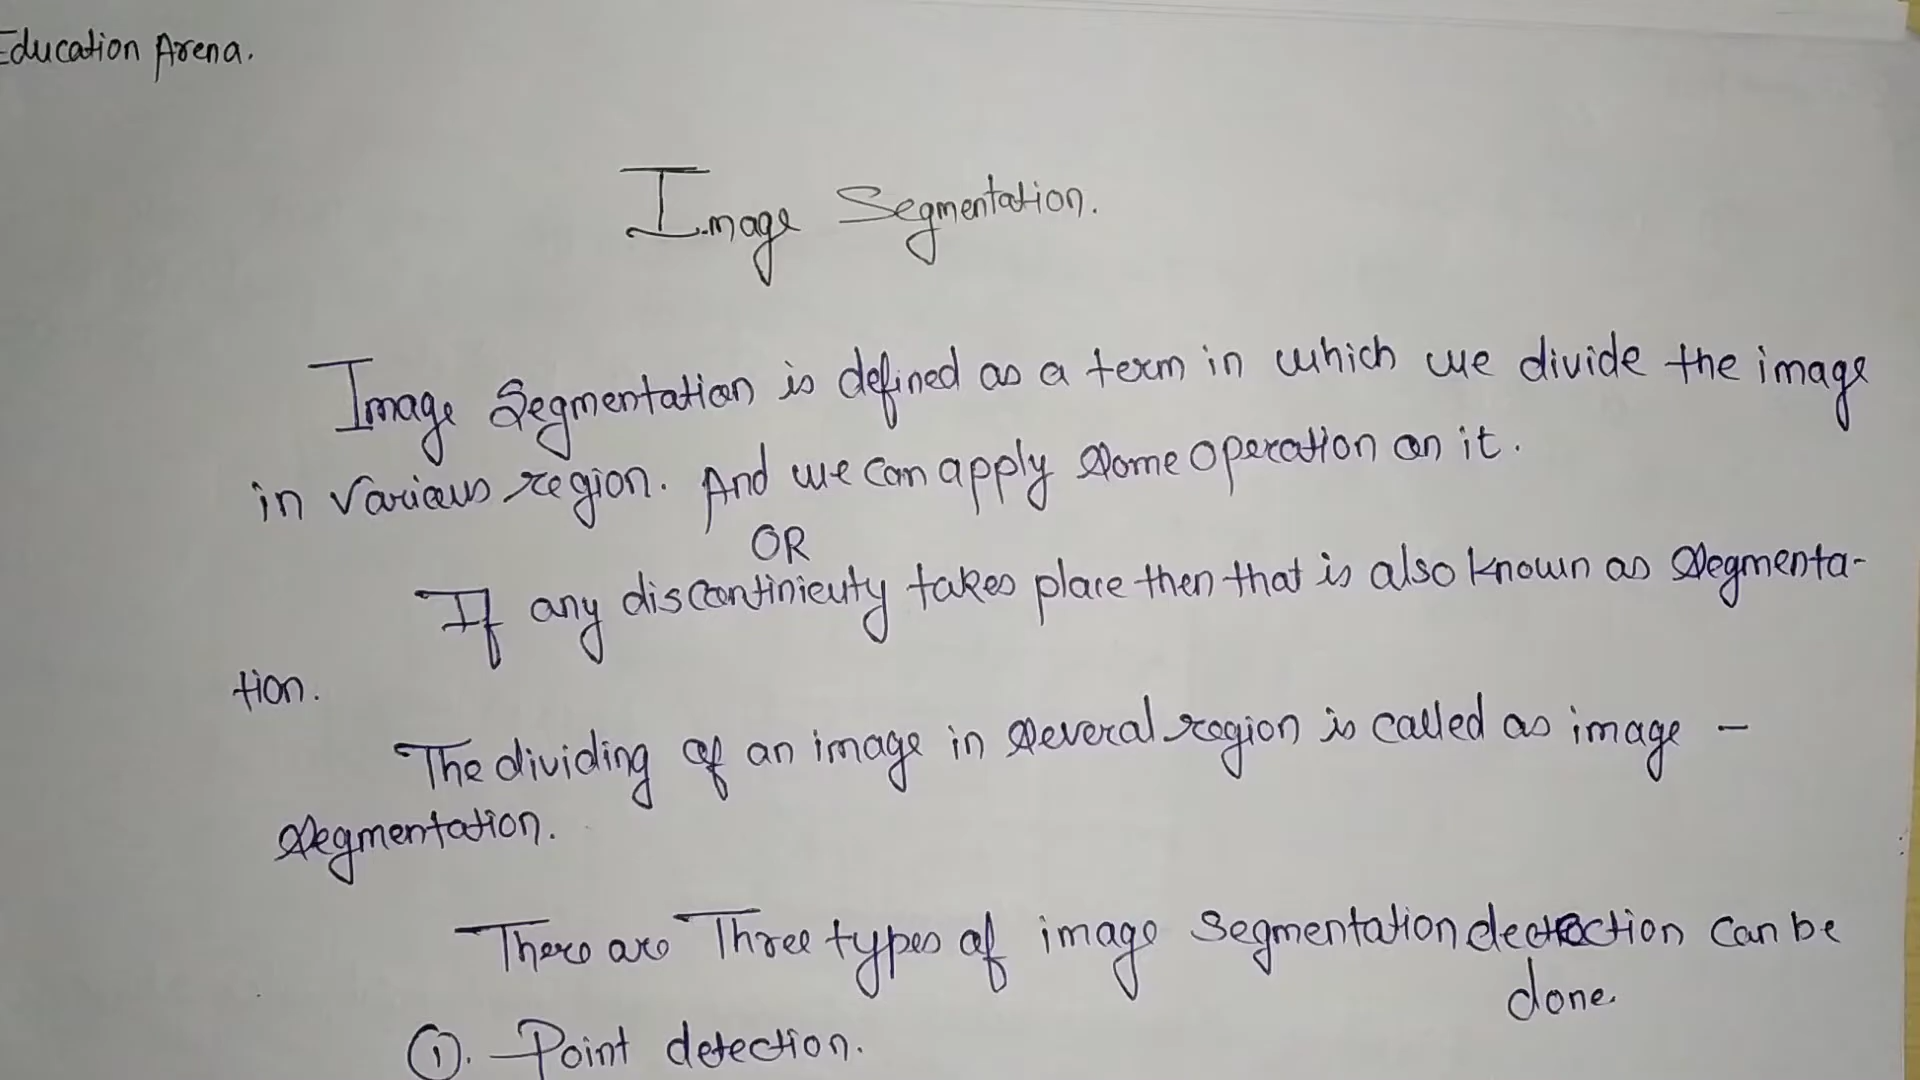 Education Arena.
Image Segmentation.
Image Segmentation is defined as a term in which we divide the image
in various region. And we can apply some operation on it.
OR
If any discontinieuty takes place then that is also known as segmenta-
tion.
The dividing of an image in several region is called as image -
segmentation.
There are Three types of image segmentation detection can be
done.
①. Point detection.